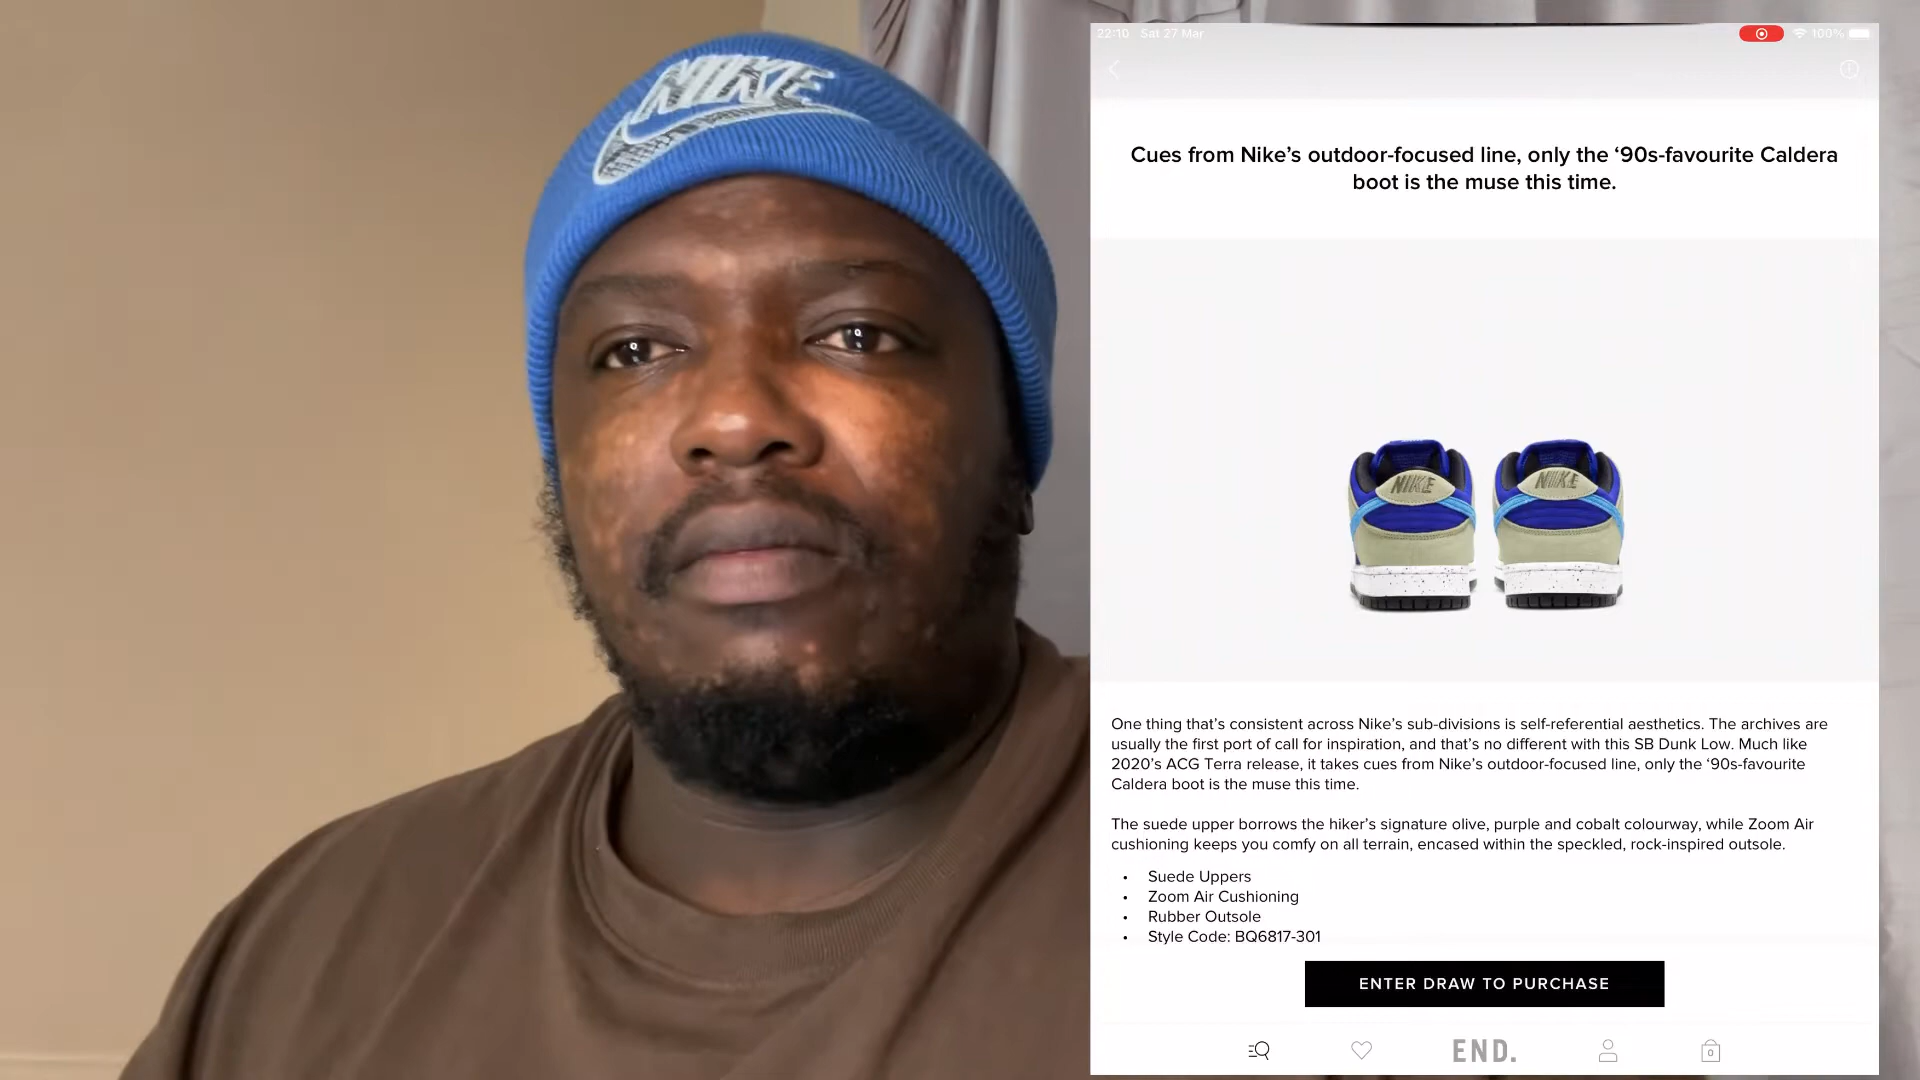 NIKE
22:10 Sat 27 Mar
100%
Cues from Nike’s outdoor-focused line, only the ‘90s-favourite Caldera
boot is the muse this time.
NIKE NIKE
One thing that’s consistent across Nike’s sub-divisions is self-referential aesthetics. The archives are
usually the first port of call for inspiration, and that’s no different with this SB Dunk Low. Much like
2020’s ACG Terra release, it takes cues from Nike’s outdoor-focused line, only the ‘90s-favourite
Caldera boot is the muse this time.
The suede upper borrows the hiker’s signature olive, purple and cobalt colourway, while Zoom Air
cushioning keeps you comfy on all terrain, encased within the speckled, rock-inspired outsole.
• Suede Uppers
• Zoom Air Cushioning
• Rubber Outsole
• Style Code: BQ6817-301
ENTER DRAW TO PURCHASE
END.
0